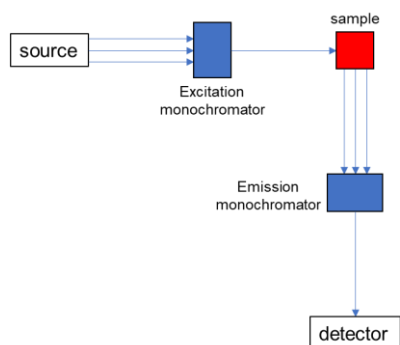 sample
source
Excitation
monochromator
Emission
monochromator
detector